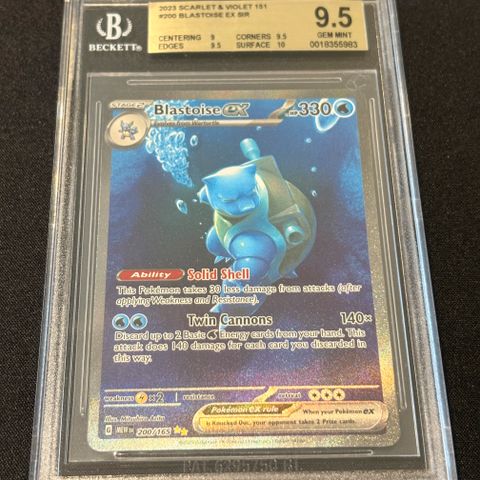 2023 SCARLET & VIOLET 151
#200 BLASTOISE EX SIR
B
BECKETT®
CENTERING 9 CORNERS 9.5
EDGES 9.5 SURFACE 10
9.5
GEM MINT
0018355983
STAGE 2
Blastoise ex HP 330
Evolves from Wartortle
Ability Solid Shell
This Pokémon takes 30 less damage from attacks (after
applying Weakness and Resistance).
Twin Cannons 140×
Discard up to 2 Basic Energy cards from your hand. This
attack does 140 damage for each card you discarded in
this way.
weakness ×2 resistance retreat
Pokémon ex rule When your Pokémon ex
is Knocked Out, your opponent takes 2 Prize cards.
Illus. Mitsuhiro Arita
G MEW EN 200/165